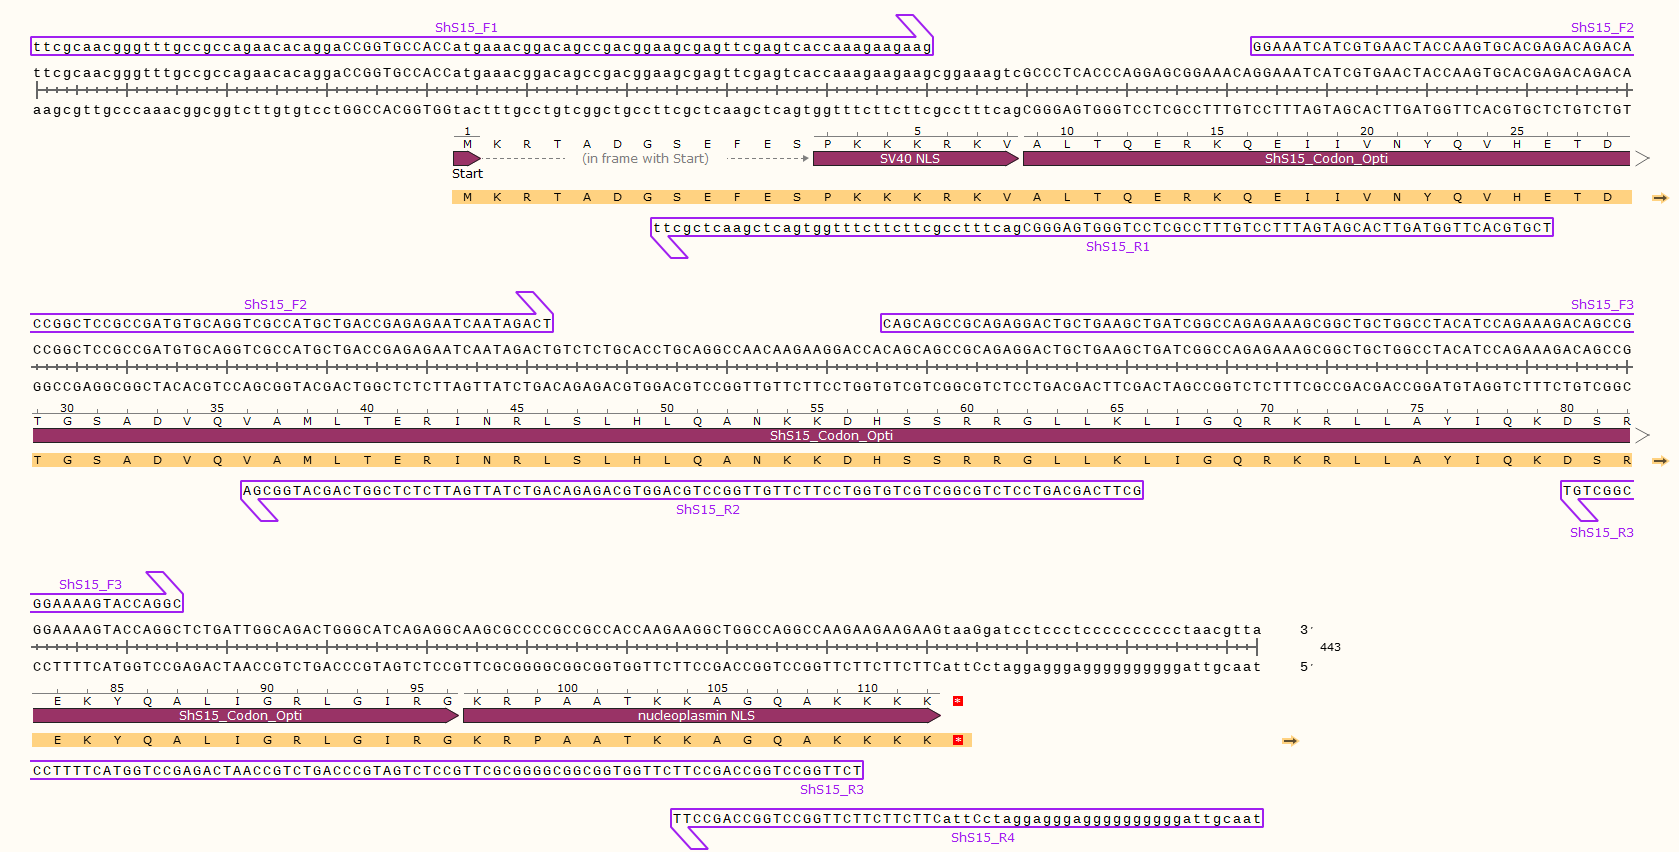 ShS15_F1 ShS15_F2
ttcgcaacgggtttgccgccagaacacaggaCCGGTGCCACCatgaaacggacagccgacggaagcgagttcgagtcaccaaagaagaag GGAAATCATCGTGAACTACCAAGTGCACGAGACAGACA
ttcgcaacgggtttgccgccagaacacaggaCCGGTGCCACCatgaaacggacagccgacggaagcgagttcgagtcaccaaagaagaagcggaaagtcGCCCTCACCCAGGAGCGGAAACAGGAAATCATCGTGAACTACCAAGTGCACGAGACAGACA
aagcgttgcccaaacggcggtcttgtgtcctGGCCACGGTGGtactttgcctgtcggctgccttcgctcaagctcagtggtttcttcttcgcctttcagCGGGAGTGGGTCCTCGCCTTTGTCCTTTAGTAGCACTTGATGGTTCACGTGCTCTGTCTGT
1 5 10 15 20 25
M K R T A D G S E F E S P K K K R K V A L T Q E R K Q E I I V N Y Q V H E T D
(in frame with Start) SV40 NLS ShS15_Codon_Opti
Start
M K R T A D G S E F E S P K K K R K V A L T Q E R K Q E I I V N Y Q V H E T D
ttcgctcaagctcagtggtttcttcttcgcctttcagCGGGAGTGGGTCCTCGCCTTTGTCCTTTAGTAGCACTTGATGGTTCACGTGCT
ShS15_R1
ShS15_F2 ShS15_F3
CCGGCTCCGCCGATGTGCAGGTCGCCATGCTGACCGAGAGAATCAATAGACT CAGCAGCCGCAGAGGACTGCTGAAGCTGATCGGCCAGAGAAAGCGGCTGCTGGCCTACATCCAGAAAGACAGCCG
CCGGCTCCGCCGATGTGCAGGTCGCCATGCTGACCGAGAGAATCAATAGACTGTCTCTGCACCTGCAGGCCAACAAGAAGGACCACAGCAGCCGCAGAGGACTGCTGAAGCTGATCGGCCAGAGAAAGCGGCTGCTGGCCTACATCCAGAAAGACAGCCG
GGCCGAGGCGGCTACACGTCCAGCGGTACGACTGGCTCTCTTAGTTATCTGACAGAGACGTGGACGTCCGGTTGTTCTTCCTGGTGTCGTCGGCGTCTCCTGACGACTTCGACTAGCCGGTCTCTTTCGCCGACGACCGGATGTAGGTCTTTCTGTCGGC
30 35 40 45 50 55 60 65 70 75 80
T G S A D V Q V A M L T E R I N R L S L H L Q A N K K D H S S R R G L L K L I G Q R K R L L A Y I Q K D S R
ShS15_Codon_Opti
T G S A D V Q V A M L T E R I N R L S L H L Q A N K K D H S S R R G L L K L I G Q R K R L L A Y I Q K D S R
AGCGGTACGACTGGCTCTCTTAGTTATCTGACAGAGACGTGGACGTCCGGTTGTTCTTCCTGGTGTCGTCGGCGTCTCCTGACGACTTCG TGTCGGC
ShS15_R2 ShS15_R3
ShS15_F3
GGAAAAGTACCAGGC
GGAAAAGTACCAGGCTCTGATTGGCAGACTGGGCATCAGAGGCAAGCGCCCCGCCGCCACCAAGAAGGCTGGCCAGGCCAAGAAGAAGAAGtaaGgatcctccctccccccccccctaacgtta 3'
443
CCTTTTCATGGTCCGAGACTAACCGTCTGACCCGTAGTCTCCGTTCGCGGGGCGGCGGTGGTTCTTCCGACCGGTCCGGTTCTTCTTCTTCattCctaggagggaggggggggggattgcaat 5'
85 90 95 100 105 110
E K Y Q A L I G R L G I R G K R P A A T K K A G Q A K K K K *
ShS15_Codon_Opti nucleoplasmin NLS
E K Y Q A L I G R L G I R G K R P A A T K K A G Q A K K K K *
CCTTTTCATGGTCCGAGACTAACCGTCTGACCCGTAGTCTCCGTTCGCGGGGCGGCGGTGGTTCTTCCGACCGGTCCGGTTCT
ShS15_R3
TTCCGACCGGTCCGGTTCTTCTTCTTCattCctaggagggaggggggggggattgcaat
ShS15_R4